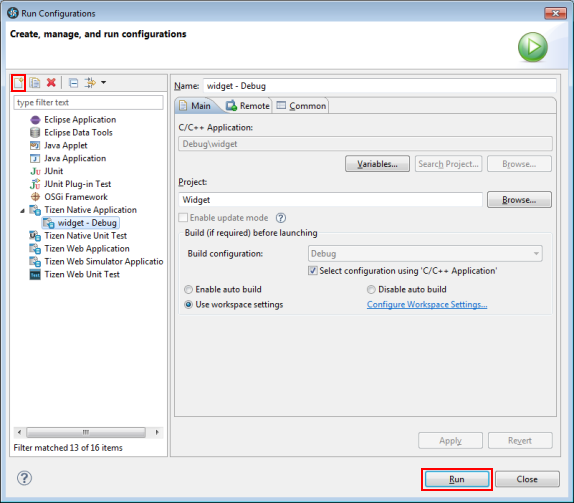 Run Configurations
Create, manage, and run configurations
type filter text
Eclipse Application
Eclipse Data Tools
Java Applet
Java Application
JU JUnit
JUnit Plug-in Test
OSGi Framework
Tizen Native Application
widget - Debug
Tizen Native Unit Test
Tizen Web Application
Tizen Web Simulator Applicatio
Tizen Web Unit Test
Filter matched 13 of 16 items
Name: widget - Debug
Main Remote Common
C/C++ Application:
Debug\widget
Variables... Search Project... Browse...
Project:
Widget Browse...
Enable update mode ?
Build (if required) before launching
Build configuration: Debug
Select configuration using 'C/C++ Application'
Enable auto build Disable auto build
Use workspace settings Configure Workspace Settings...
Apply Revert
? Run Close